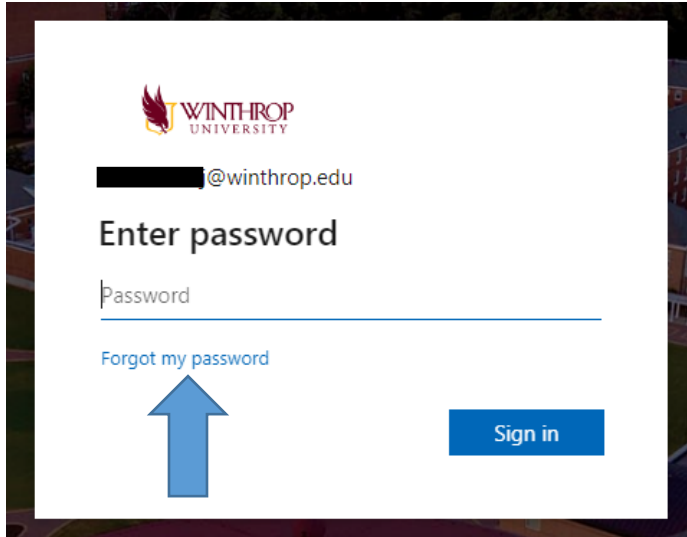 WINTHROP
UNIVERSITY
j@winthrop.edu
Enter password
Password
Forgot my password
Sign in